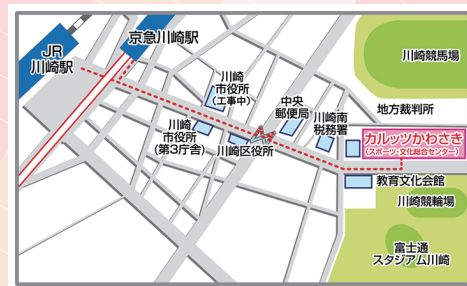 京急川崎駅
JR
川崎駅
川崎競馬場
川崎
市役所
(工事中)
中央
郵便局
川崎南
税務署
地方裁判所
川崎
市役所
(第3庁舎)
川崎区役所
カルッツかわさき
(スポーツ・文化総合センター)
教育文化会館
川崎競輪場
富士通
スタジアム川崎